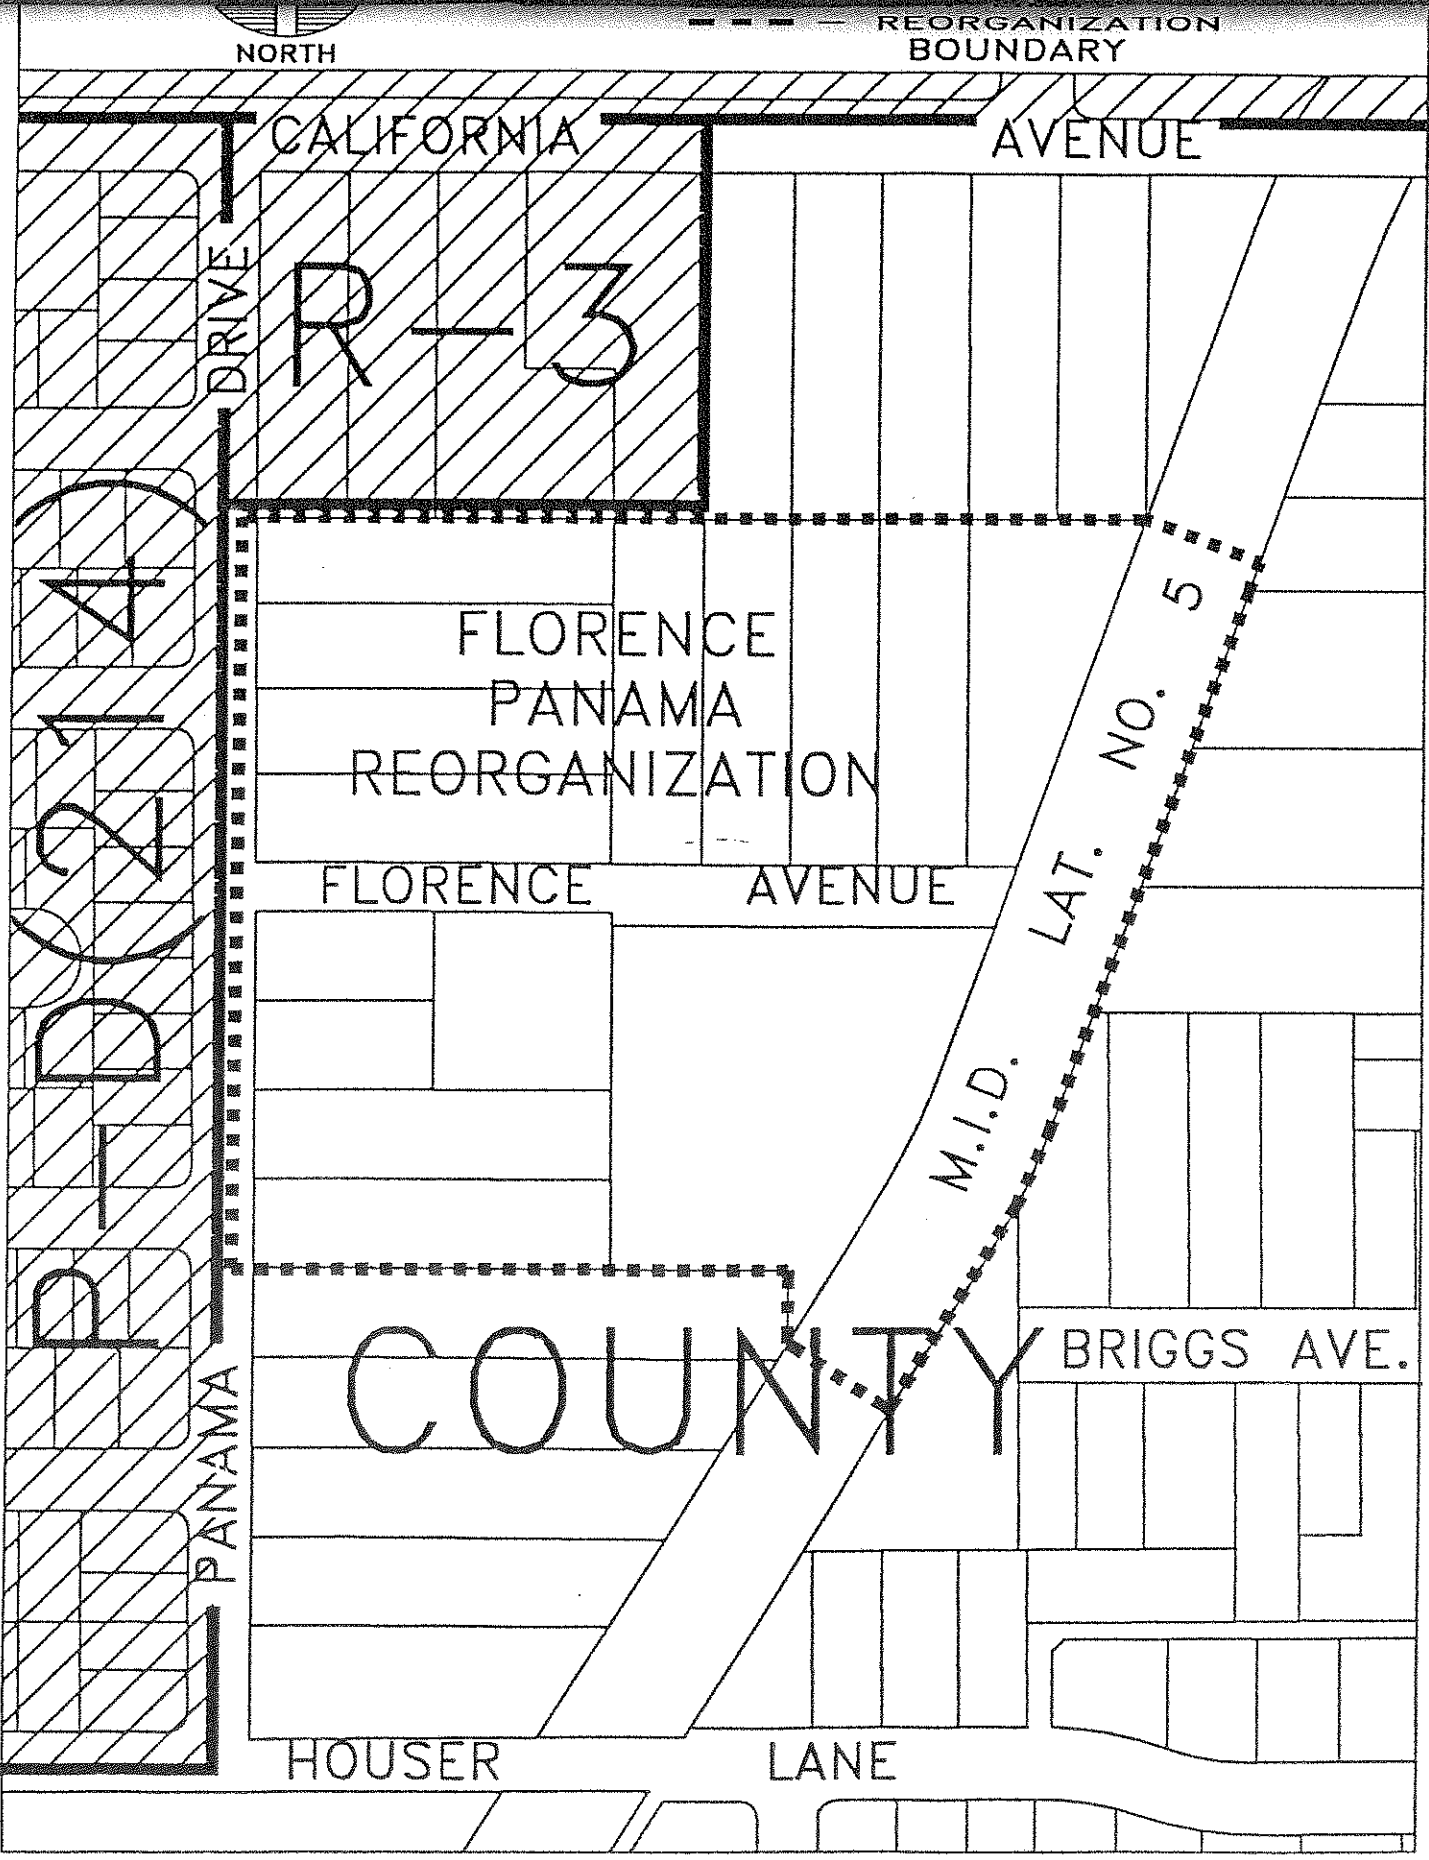 NORTH
REORGANIZATION
BOUNDARY
CALIFORNIA AVENUE
DRIVE
R-3
5
FLORENCE
PANAMA
REORGANIZATION
M.I.D. LAT. NO.
P-D(214)
FLORENCE AVENUE
COUNTY
BRIGGS AVE.
PANAMA
HOUSER LANE